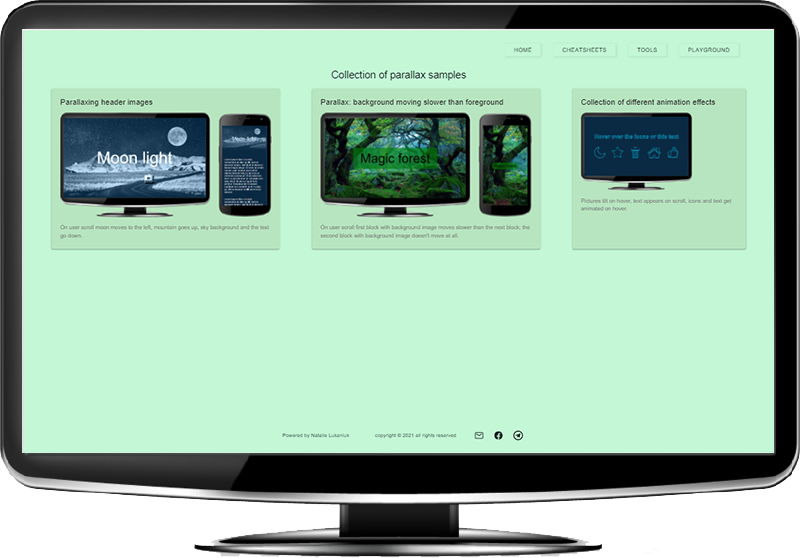 HOME CHEATSHEETS TOOLS PLAYGROUND
Collection of parallax samples
Parallaxing header images
Moon light
On user scroll moon moves to the left, mountain goes up, sky background and the text
go down.
Parallax: background moving slower than foreground
Magic forest
On user scroll first block with background image moves slower than the next block, the
second block with background image doesn't move at all.
Collection of different animation effects
Hover over the icons or this text
Pictures tilt on hover, text appears on scroll, icons and text get
animated on hover.
Powered by Natalie Lukaniuk copyright © 2021 all rights reserved